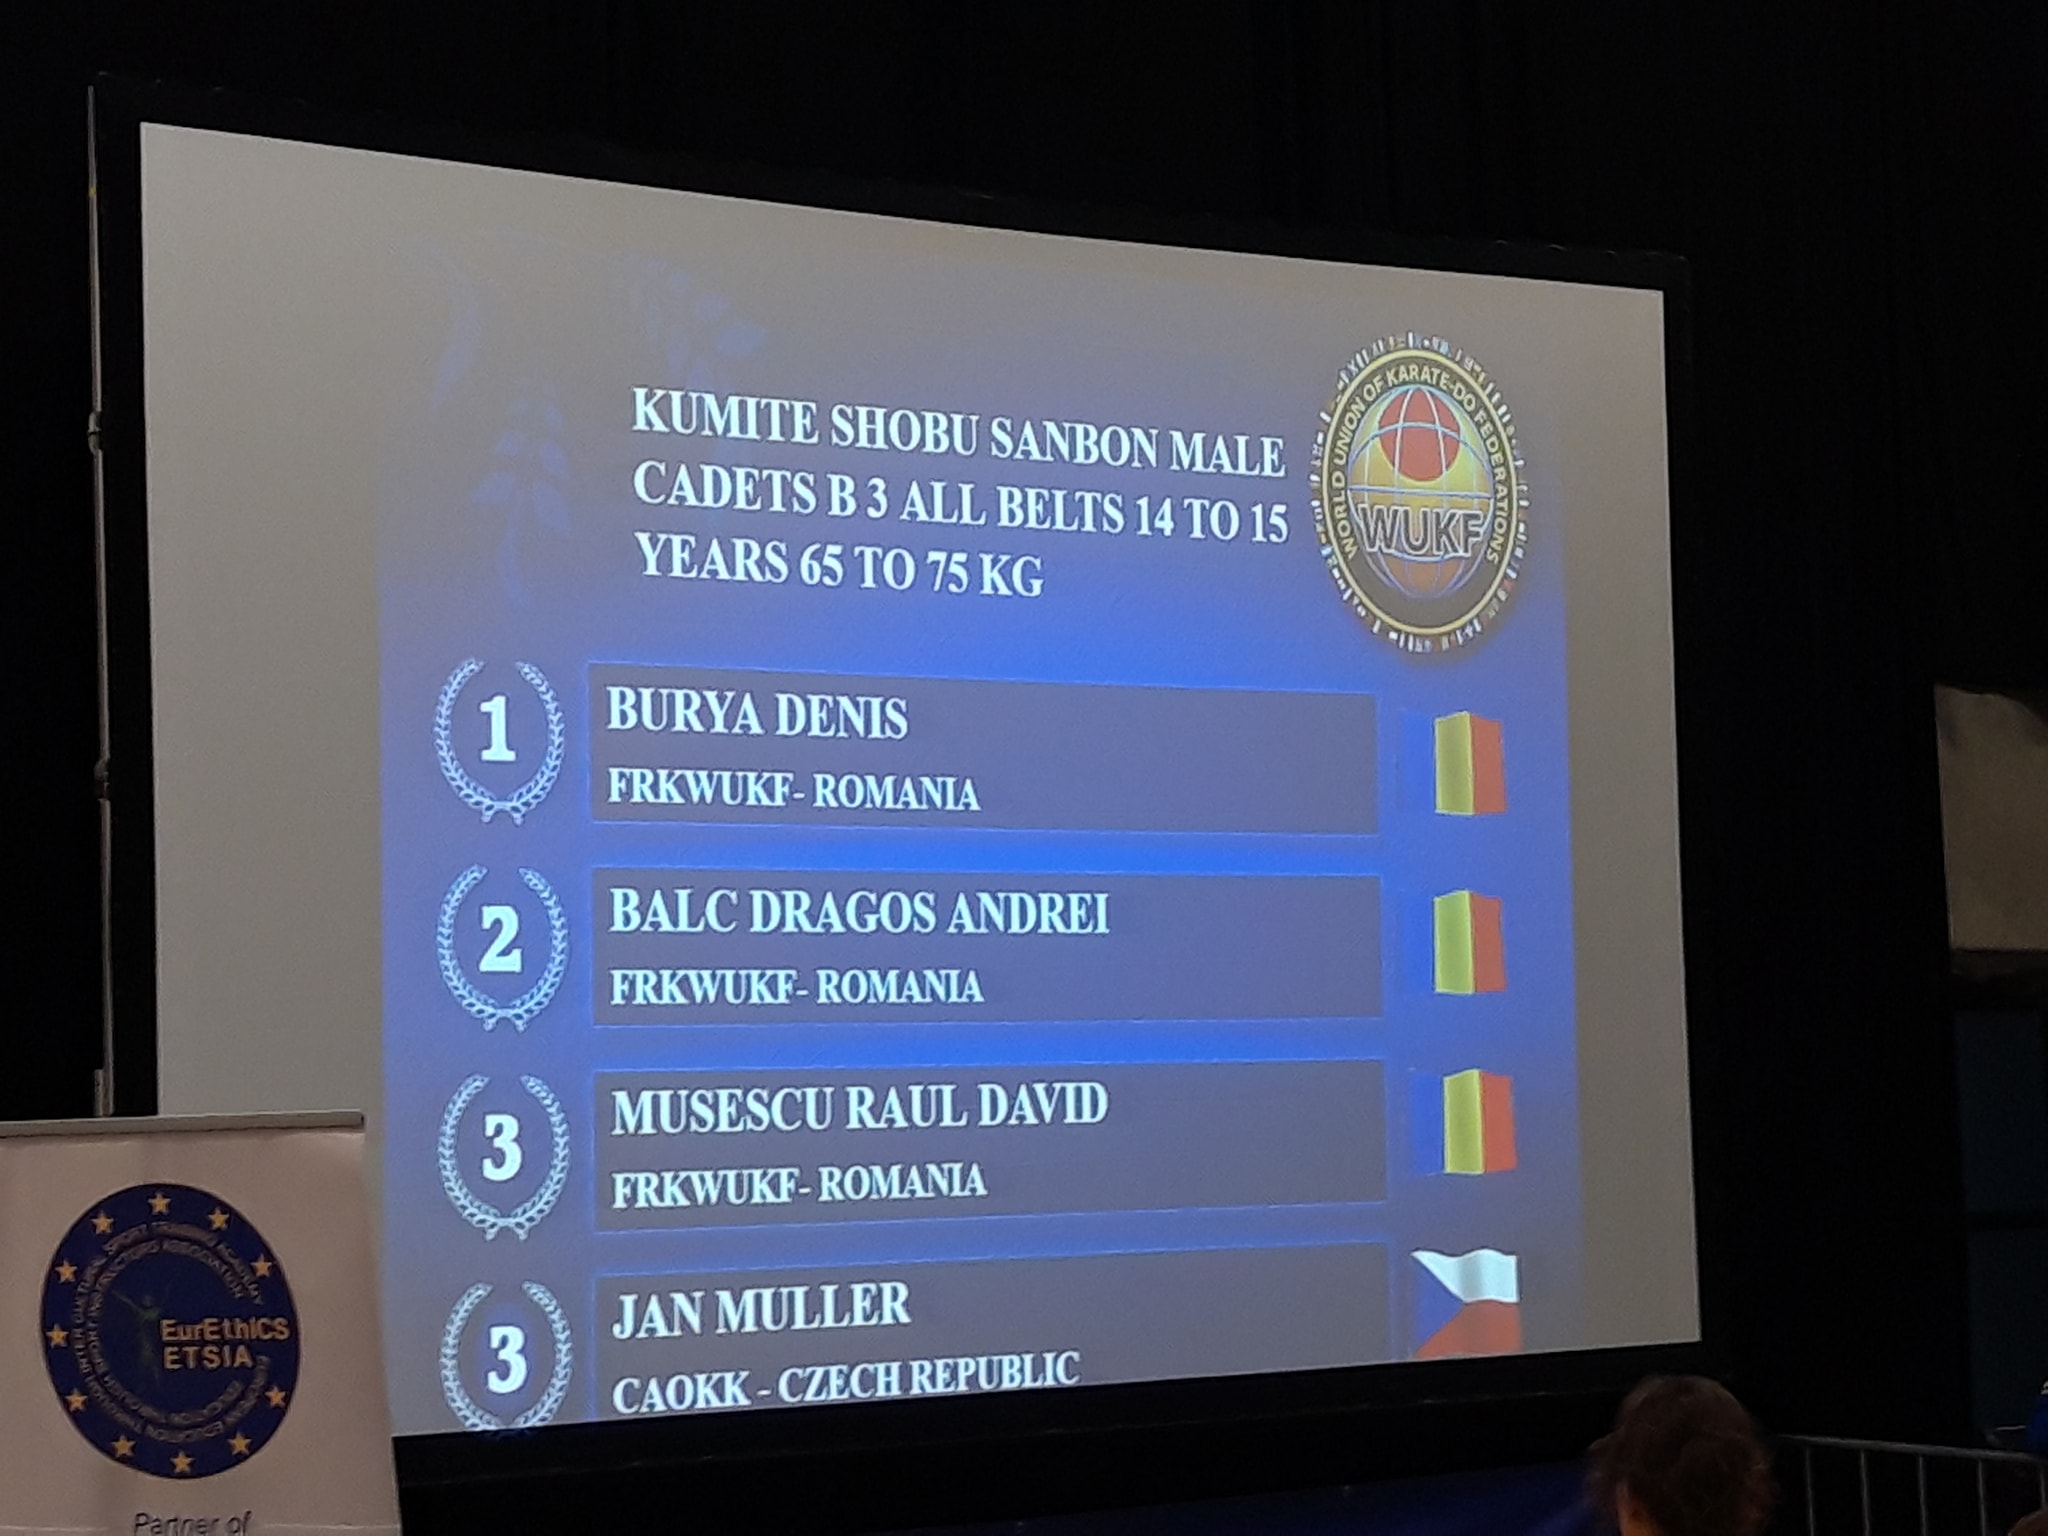 KUMITE SHOBU SANBON MALE
CADETS B 3 ALL BELTS 14 TO 15
YEARS 65 TO 75 KG
WORLD UNION OF KARATE-DO FEDERATIONS
WUKF
1
BURYA DENIS
FRKWUKF- ROMANIA
2
BALC DRAGOS ANDREI
FRKWUKF- ROMANIA
3
MUSESCU RAUL DAVID
FRKWUKF- ROMANIA
3
JAN MULLER
CAOKK - CZECH REPUBLIC
EurEthICS
ETSIA
Partner of